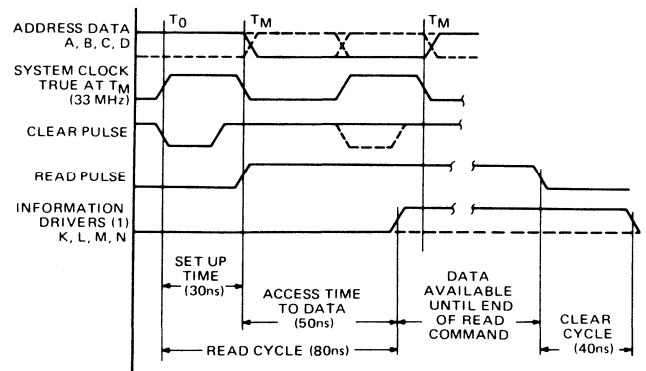 T0
TM
TM
ADDRESS DATA
A, B, C, D
SYSTEM CLOCK
TRUE AT TM
(33 MHz)
CLEAR PULSE
READ PULSE
INFORMATION
DRIVERS (1)
K, L, M, N
SET UP
TIME
(30ns)
ACCESS TIME
TO DATA
(50ns)
READ CYCLE (80ns)
DATA
AVAILABLE
UNTIL END
OF READ
COMMAND
CLEAR
CYCLE
(40ns)